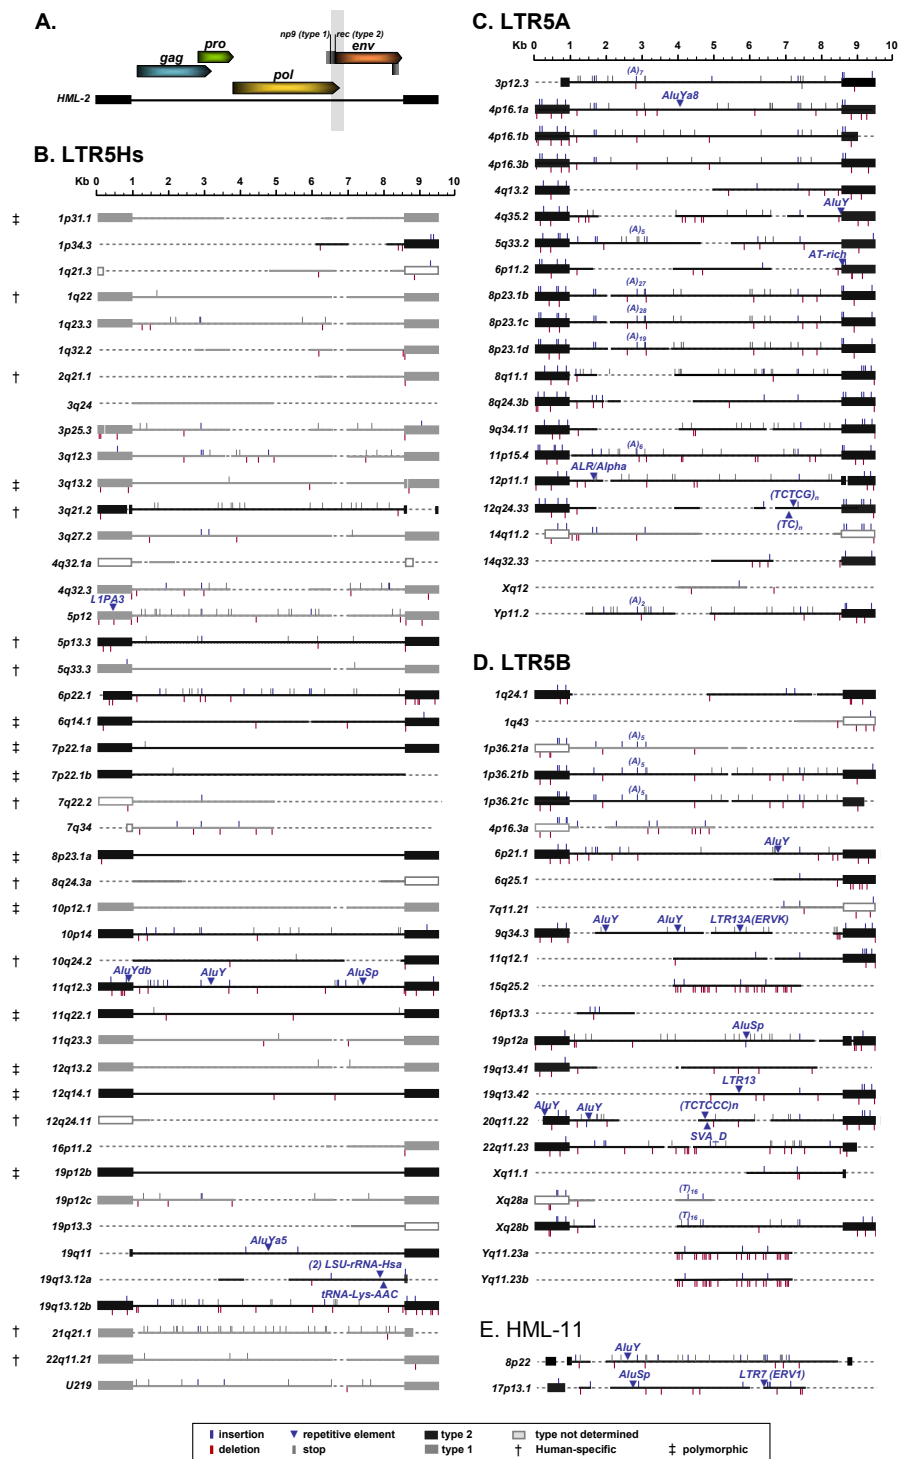 A.
np9 (type 1)
rec (type 2)
pro
env
gag
pol
HML-2
B. LTR5Hs
Kb 0 1 2 3 4 5 6 7 8 9 10
‡ 1p31.1
1p34.3
1q21.3
† 1q22
1q23.3
1q32.2
† 2q21.1
3q24
3p25.3
3q12.3
‡ 3q13.2
† 3q21.2
3q27.2
4q32.1a
4q32.3
L1PA3
5p12
† 5p13.3
† 5q33.3
6p22.1
‡ 6q14.1
‡ 7p22.1a
‡ 7p22.1b
† 7q22.2
7q34
‡ 8p23.1a
† 8q24.3a
‡ 10p12.1
10p14
† 10q24.2
AluYdb AluY AluSp
11q12.3
‡ 11q22.1
11q23.3
‡ 12q13.2
‡ 12q14.1
† 12q24.11
16p11.2
‡ 19p12b
19p12c
19p13.3
AluYa5
19q11
(2) LSU-rRNA-Hsa
19q13.12a
tRNA-Lys-AAC
19q13.12b
† 21q21.1
† 22q11.21
U219
C. LTR5A
Kb 0 1 2 3 4 5 6 7 8 9 10
(A)7
3p12.3
AluYa8
4p16.1a
4p16.1b
4p16.3b
4q13.2
AluY
4q35.2
(A)5
5q33.2
AT-rich
6p11.2
(A)27
8p23.1b
(A)28
8p23.1c
(A)19
8p23.1d
8q11.1
8q24.3b
9q34.11
(A)6
11p15.4
ALR/Alpha
12p11.1
(TCTCG)n
12q24.33
(TC)n
14q11.2
14q32.33
Xq12
(A)2
Yp11.2
D. LTR5B
1q24.1
1q43
(A)5
1p36.21a
(A)5
1p36.21b
(A)5
1p36.21c
4p16.3a
AluY
6p21.1
6q25.1
7q11.21
AluY AluY LTR13A(ERVK)
9q34.3
11q12.1
15q25.2
16p13.3
AluSp
19p12a
19q13.41
LTR13
19q13.42
AluY AluY (TCTCCC)n
20q11.22
SVA_D
22q11.23
Xq11.1
(T)16
Xq28a
(T)16
Xq28b
Yq11.23a
Yq11.23b
E. HML-11
AluY
8p22
AluSp LTR7 (ERV1)
17p13.1
insertion repetitive element type 2 type not determined
deletion stop type 1 † Human-specific ‡ polymorphic